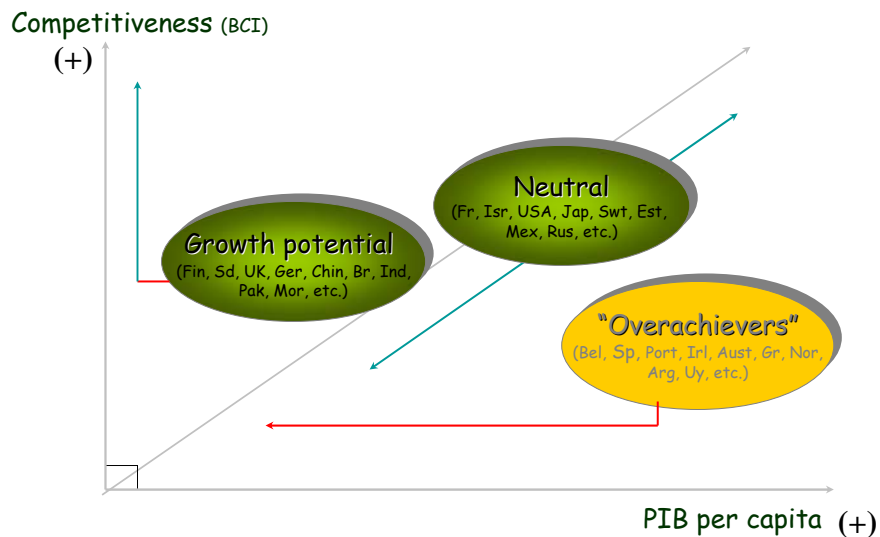 Competitiveness (BCI)
(+)
Neutral
(Fr, Isr, USA, Jap, Swt, Est,
Mex, Rus, etc.)
Growth potential
(Fin, Sd, UK, Ger, Chin, Br, Ind,
Pak, Mor, etc.)
“Overachievers”
(Bel, Sp, Port, Irl, Aust, Gr, Nor,
Arg, Uy, etc.)
PIB per capita (+)